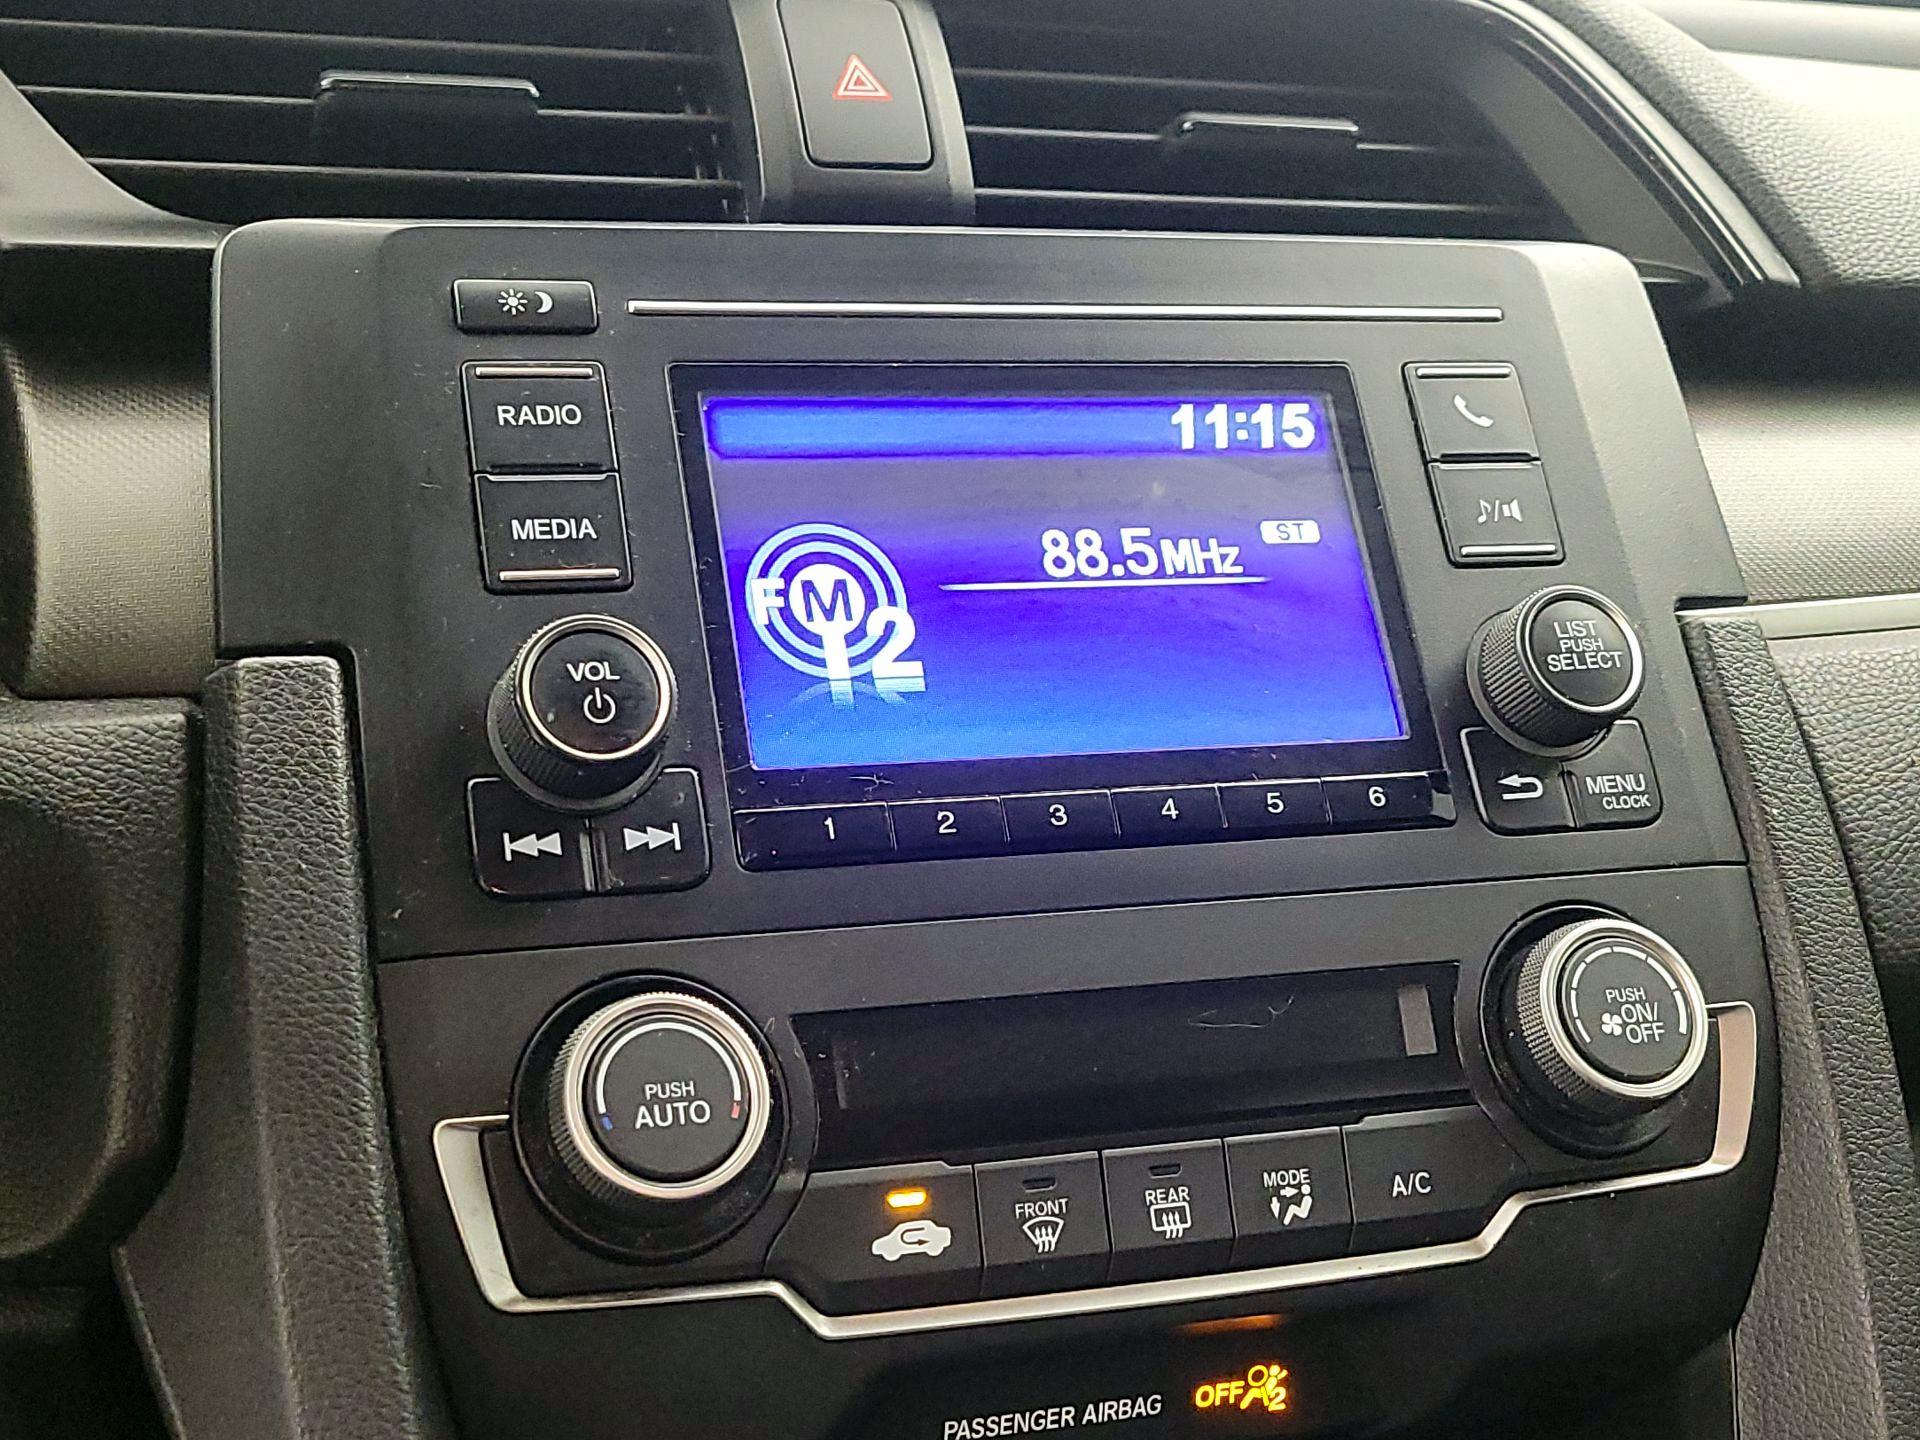 RADIO
MEDIA
VOL
11:15
88.5MHz
ST
FM
2
LIST
PUSH
SELECT
MENU
CLOCK
1 2 3 4 5 6
PUSH
AUTO
PUSH
ON/
OFF
FRONT
REAR
MODE
A/C
PASSENGER AIRBAG OFF 2